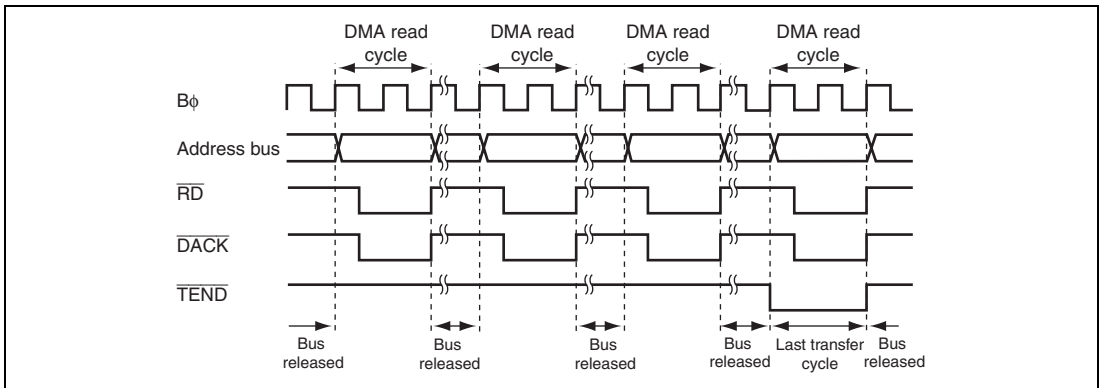 DMA read cycle
DMA read cycle
DMA read cycle
DMA read cycle
Bϕ
Address bus
RD
DACK
TEND
Bus released
Bus released
Bus released
Bus released
Last transfer cycle
Bus released